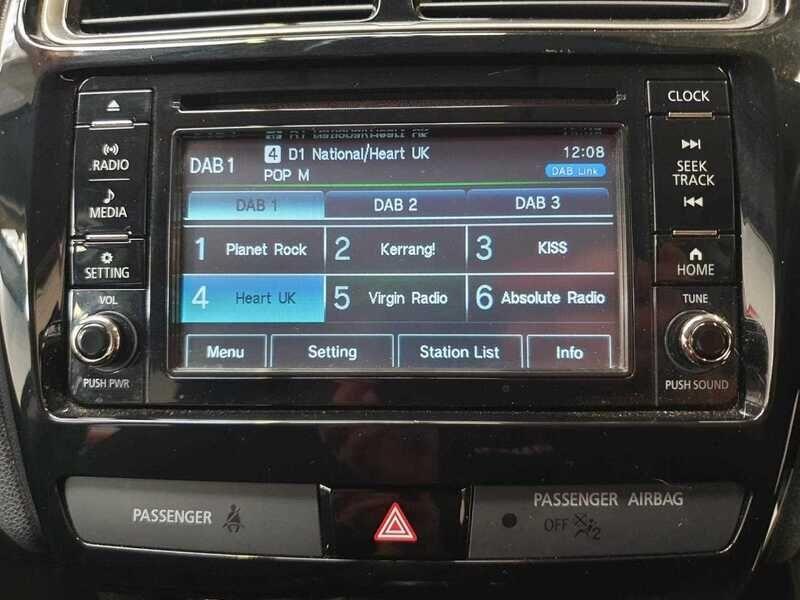 CLOCK
RADIO
MEDIA
SETTING
VOL
PUSH PWR
DAB 1
4 D1 National/Heart UK
12:08
POP M
DAB Link
DAB 1
DAB 2
DAB 3
1 Planet Rock
2 Kerrang!
3 KISS
4 Heart UK
5 Virgin Radio
6 Absolute Radio
Menu
Setting
Station List
Info
SEEK
TRACK
HOME
TUNE
PUSH SOUND
PASSENGER
PASSENGER AIRBAG
OFF
2